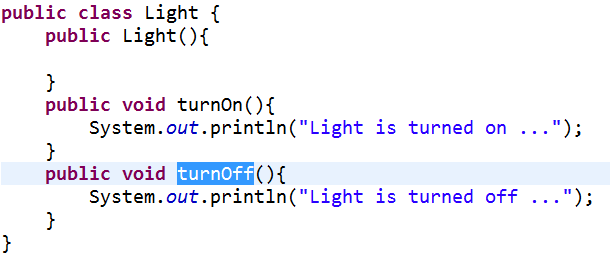 public class Light {
    public Light(){

    }
    public void turnOn(){
        System.out.println("Light is turned on ...");
    }
    public void turnOff(){
        System.out.println("Light is turned off ...");
    }
}